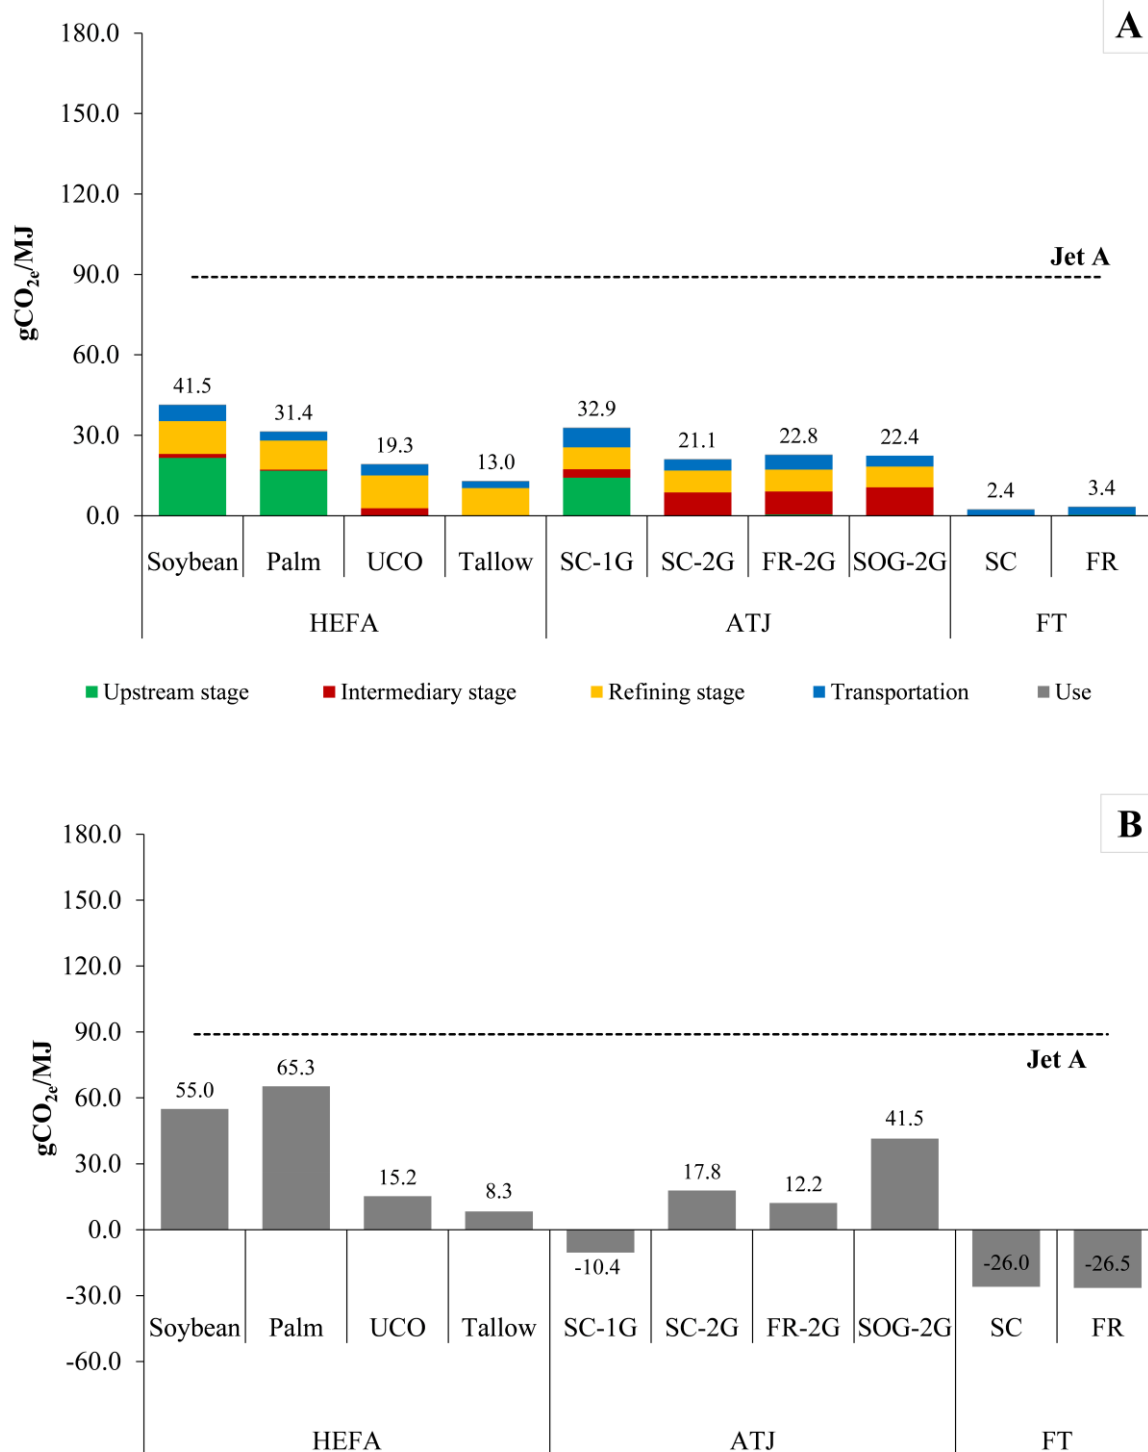 A
180.0
150.0
120.0
90.0
60.0
30.0
0.0
gCO2e/MJ
Jet A
41.5 31.4 19.3 13.0 32.9 21.1 22.8 22.4 2.4 3.4
Soybean Palm UCO Tallow SC-1G SC-2G FR-2G SOG-2G SC FR
HEFA ATJ FT
Upstream stage Intermediary stage Refining stage Transportation Use
B
180.0
150.0
120.0
90.0
60.0
30.0
0.0
-30.0
-60.0
gCO2e/MJ
Jet A
55.0 65.3 15.2 8.3 -10.4 17.8 12.2 41.5 -26.0 -26.5
Soybean Palm UCO Tallow SC-1G SC-2G FR-2G SOG-2G SC FR
HEFA ATJ FT